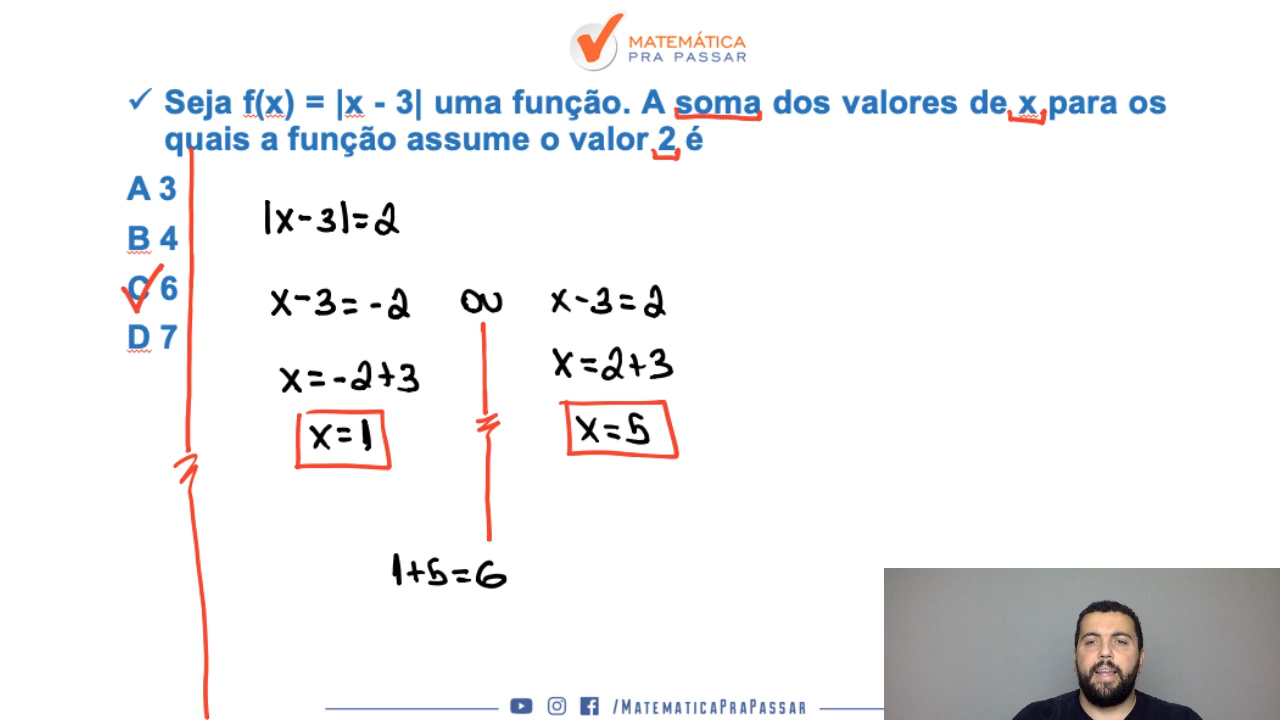 MATEMÁTICA
PRA PASSAR
✓ Seja f(x) = |x - 3| uma função. A soma dos valores de x para os
quais a função assume o valor 2 é
A 3
B 4
C 6
D 7
|x-3|=2
x-3=-2 OU x-3=2
x=-2+3 x=2+3
x=1 x=5
1+5=6
/MATEMATICAPRAPASSAR